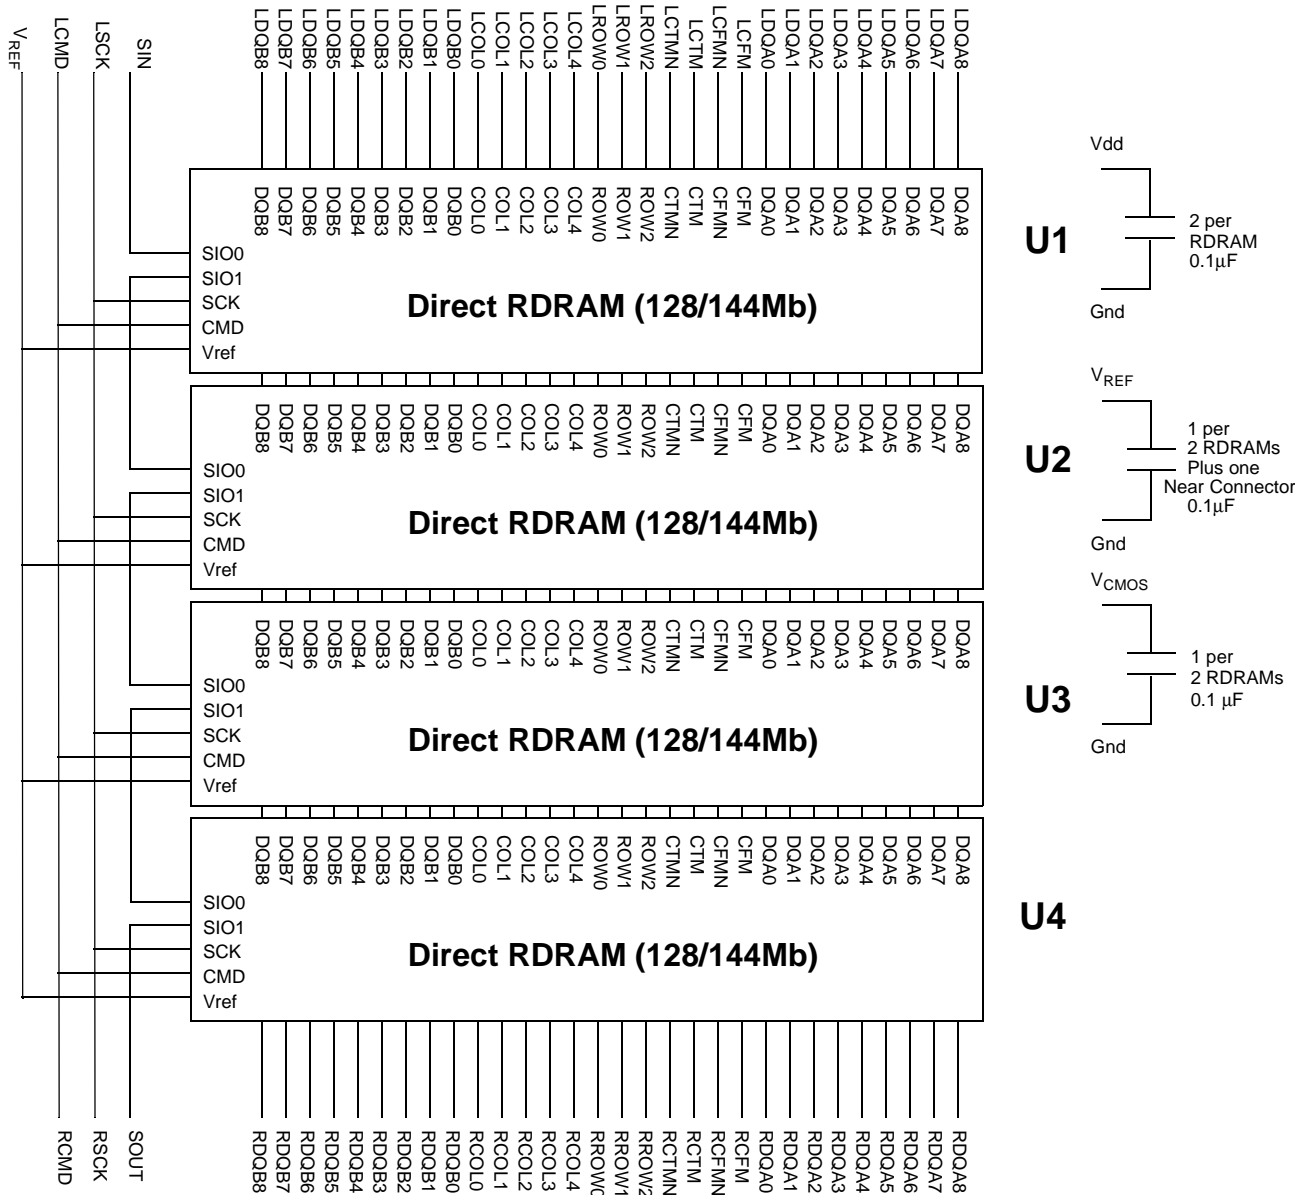 VREF
LCMD
LSCK
SIN
LDQB8
LDQB7
LDQB6
LDQB5
LDQB4
LDQB3
LDQB2
LDQB1
LDQB0
LCOL0
LCOL1
LCOL2
LCOL3
LCOL4
LROW0
LROW1
LROW2
LCTMN
LCTM
LCFMN
LCFM
LDQA0
LDQA1
LDQA2
LDQA3
LDQA4
LDQA5
LDQA6
LDQA7
LDQA8
DQB8
DQB7
DQB6
DQB5
DQB4
DQB3
DQB2
DQB1
DQB0
COL0
COL1
COL2
COL3
COL4
ROW0
ROW1
ROW2
CTMN
CTM
CFMN
CFM
DQA0
DQA1
DQA2
DQA3
DQA4
DQA5
DQA6
DQA7
DQA8
SIO0
SIO1
SCK
CMD
Vref
Direct RDRAM (128/144Mb)
U1
DQB8
DQB7
DQB6
DQB5
DQB4
DQB3
DQB2
DQB1
DQB0
COL0
COL1
COL2
COL3
COL4
ROW0
ROW1
ROW2
CTMN
CTM
CFMN
CFM
DQA0
DQA1
DQA2
DQA3
DQA4
DQA5
DQA6
DQA7
DQA8
SIO0
SIO1
SCK
CMD
Vref
Direct RDRAM (128/144Mb)
U2
DQB8
DQB7
DQB6
DQB5
DQB4
DQB3
DQB2
DQB1
DQB0
COL0
COL1
COL2
COL3
COL4
ROW0
ROW1
ROW2
CTMN
CTM
CFMN
CFM
DQA0
DQA1
DQA2
DQA3
DQA4
DQA5
DQA6
DQA7
DQA8
SIO0
SIO1
SCK
CMD
Vref
Direct RDRAM (128/144Mb)
U3
DQB8
DQB7
DQB6
DQB5
DQB4
DQB3
DQB2
DQB1
DQB0
COL0
COL1
COL2
COL3
COL4
ROW0
ROW1
ROW2
CTMN
CTM
CFMN
CFM
DQA0
DQA1
DQA2
DQA3
DQA4
DQA5
DQA6
DQA7
DQA8
SIO0
SIO1
SCK
CMD
Vref
Direct RDRAM (128/144Mb)
U4
RCMD
RSCK
SOUT
RDQB8
RDQB7
RDQB6
RDQB5
RDQB4
RDQB3
RDQB2
RDQB1
RDQB0
RCOL0
RCOL1
RCOL2
RCOL3
RCOL4
RROW0
RROW1
RROW2
RCTMN
RCTM
RCFMN
RCFM
RDQA0
RDQA1
RDQA2
RDQA3
RDQA4
RDQA5
RDQA6
RDQA7
RDQA8
Vdd
2 per
RDRAM
0.1µF
Gnd
VREF
1 per
2 RDRAMs
Plus one
Near Connector
0.1µF
Gnd
VCMOS
1 per
2 RDRAMs
0.1 µF
Gnd